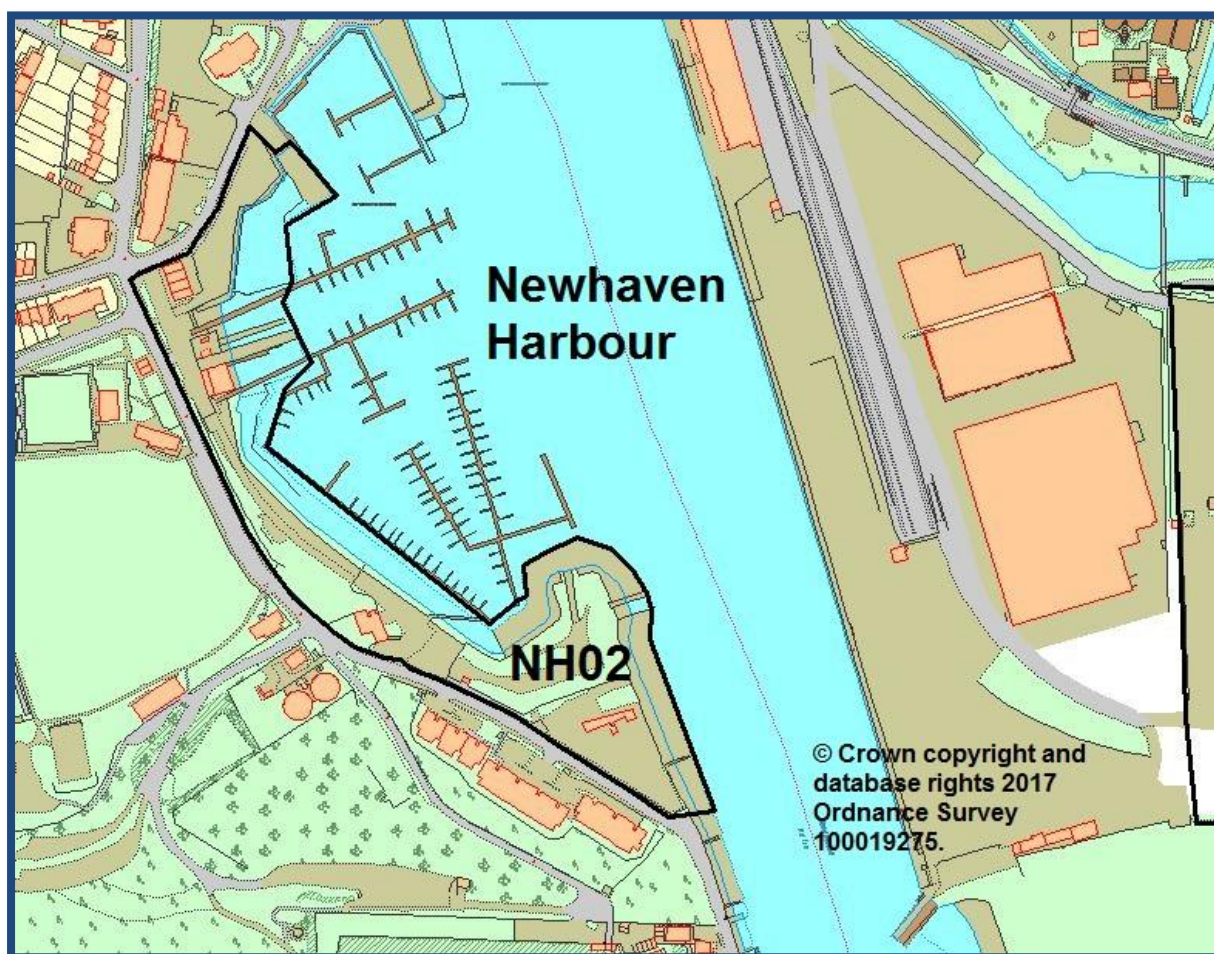 Newhaven
Harbour
NH02
© Crown copyright and
database rights 2017
Ordnance Survey
100019275.